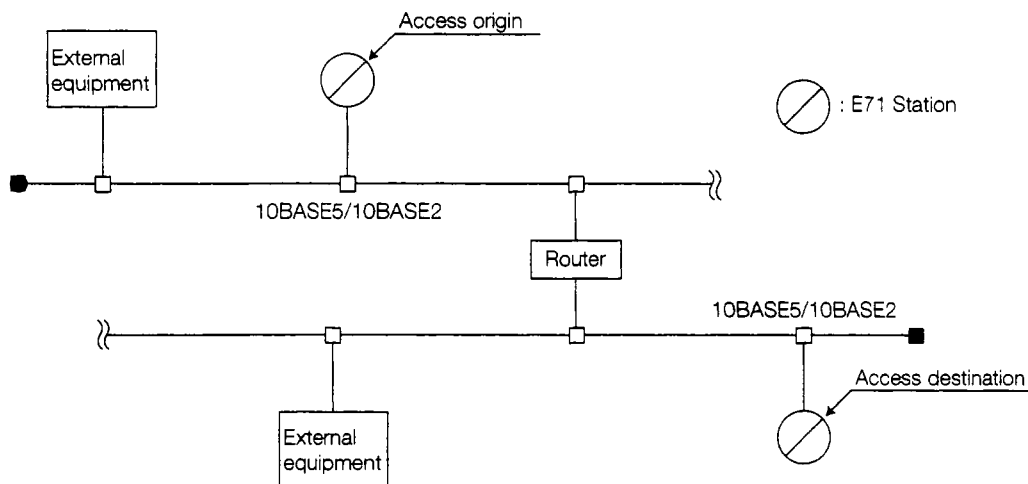 Access origin
External
equipment
: E71 Station
10BASE5/10BASE2
Router
10BASE5/10BASE2
Access destination
External
equipment